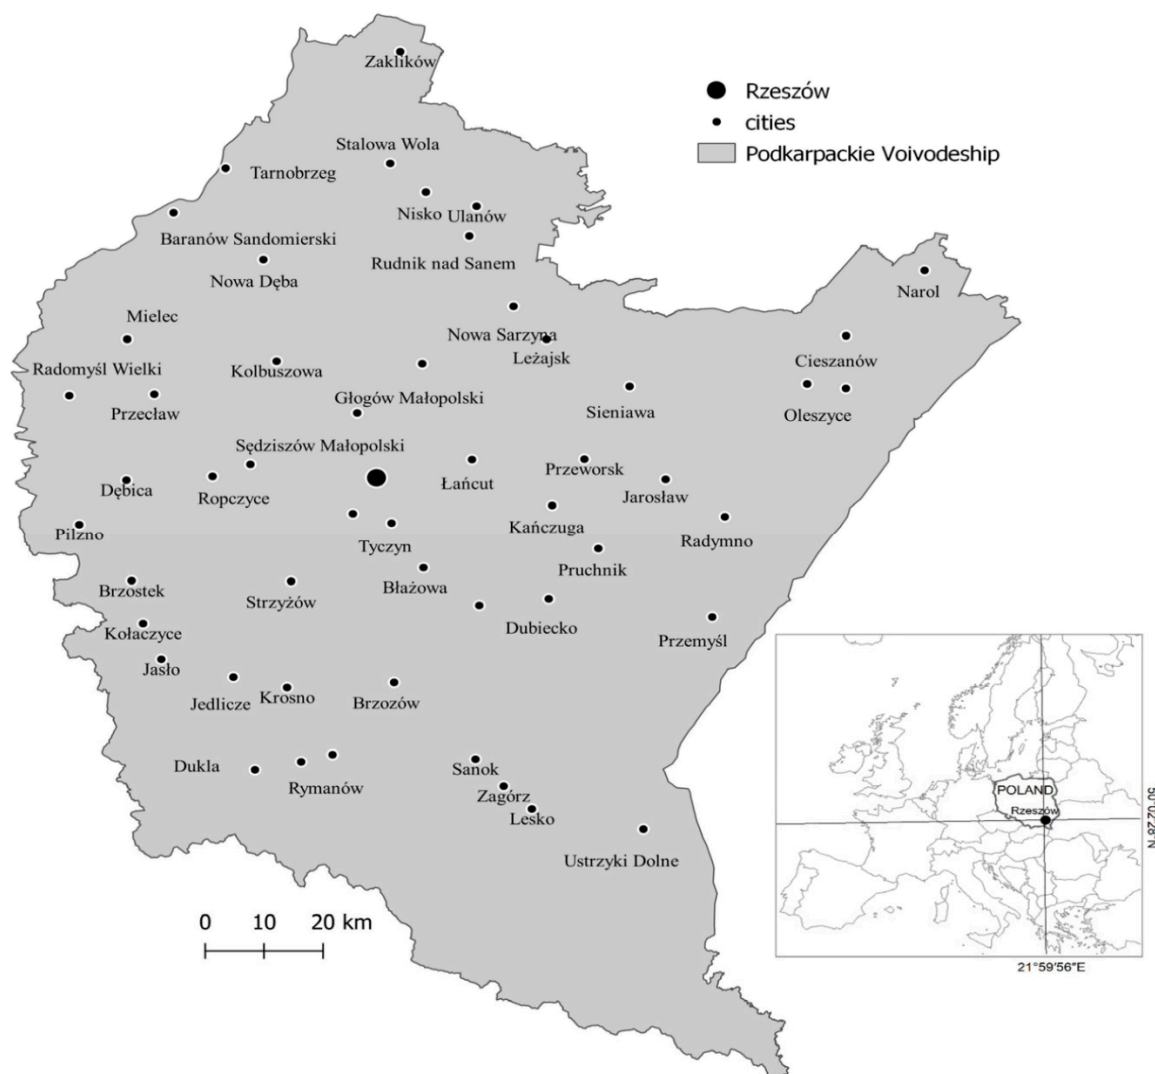 Zaklików
Rzeszów
cities
Podkarpackie Voivodeship
Stalowa Wola
Tarnobrzeg
Nisko
Ulanów
Baranów Sandomierski
Rudnik nad Sanem
Nowa Dęba
Narol
Mielec
Nowa Sarzyna
Leżajsk
Cieszanów
Radomyśl Wielki
Kolbuszowa
Przecław
Głogów Małopolski
Sieniawa
Oleszyce
Sędziszów Małopolski
Dębica
Ropczyce
Łańcut
Przeworsk
Jarosław
Pilzno
Tyczyn
Kańczuga
Radymno
Pruchnik
Brzostek
Strzyżów
Błażowa
Kołaczyce
Dubiecko
Przemyśl
Jasło
Jedlicze
Krosno
Brzozów
Dukla
Rymanów
Sanok
Zagórz
Lesko
Ustrzyki Dolne
POLAND
Rzeszów
50·02·28·N
21°59'56"E
0 10 20 km